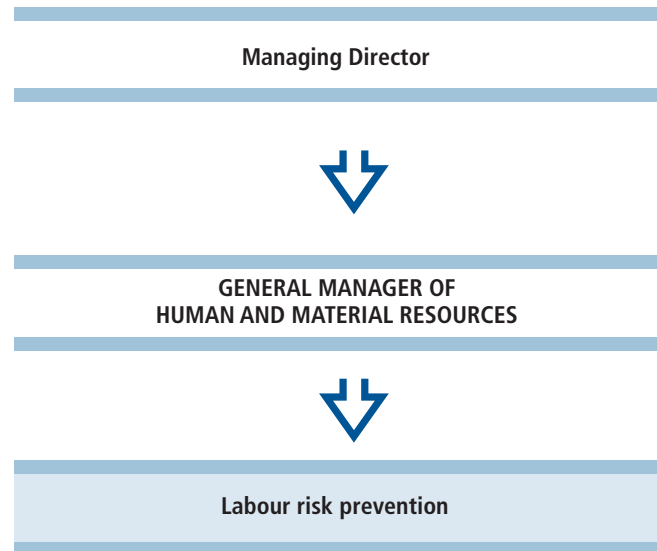 Managing Director
GENERAL MANAGER OF
HUMAN AND MATERIAL RESOURCES
Labour risk prevention